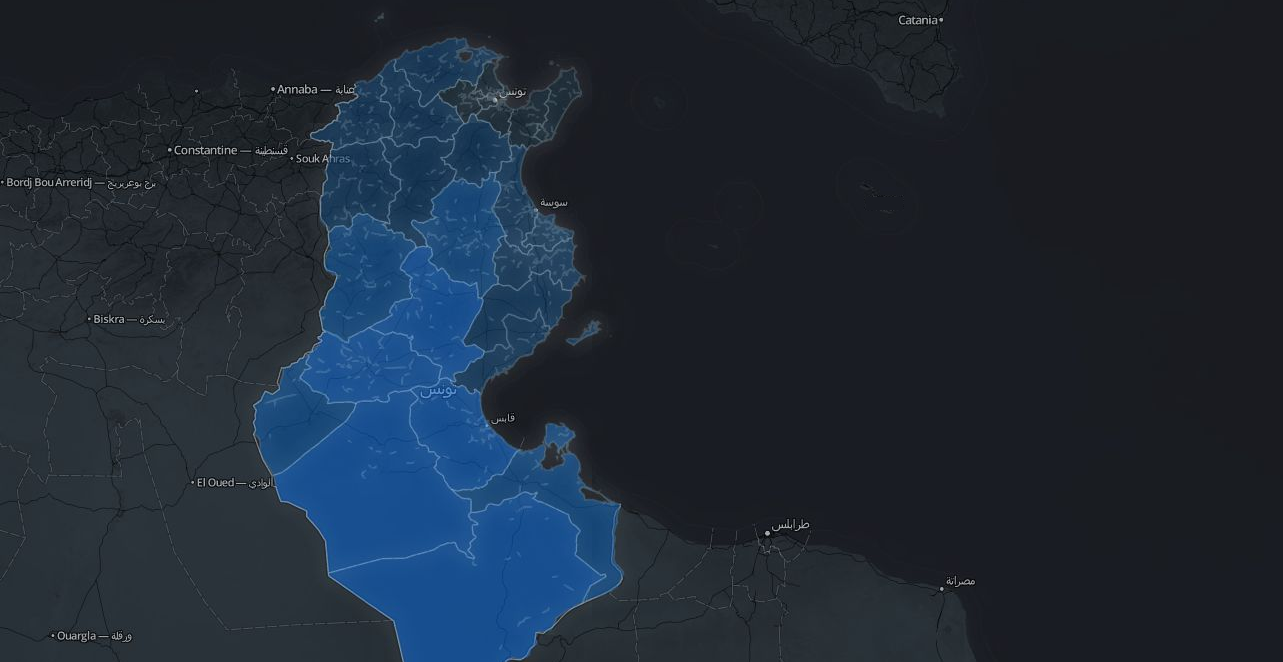 Catania
Annaba — عنابة
تونس
Constantine — قسنطينة
Souk Ahras
Bordj Bou Arreridj — برج بوعريريج
سوسة
Biskra — بسكرة
تونس
قابس
El Oued — الوادي
طرابلس
مصراتة
Ouargla — ورقلة